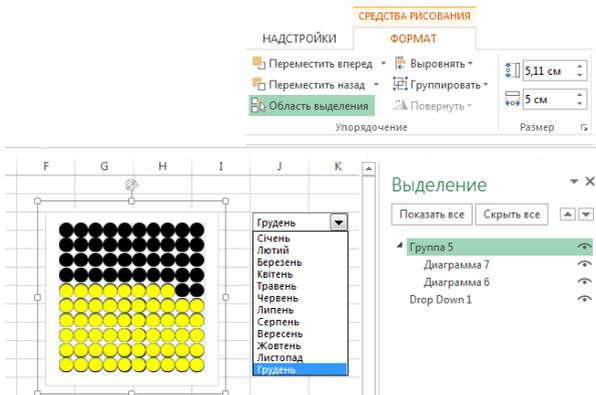 СРЕДСТВА РИСОВАНИЯ
НАДСТРОЙКИ ФОРМАТ
Переместить вперед Выровнять 5,11 см
Переместить назад Группировать
Область выделения Повернуть 5 см
Упорядочение Размер
F G H I J K
Выделение
Показать все Скрыть все
Группа 5
Диаграмма 7
Диаграмма 6
Drop Down 1
Грудень
Січень
Лютий
Березень
Квітень
Травень
Червень
Липень
Серпень
Вересень
Жовтень
Листопад
Грудень